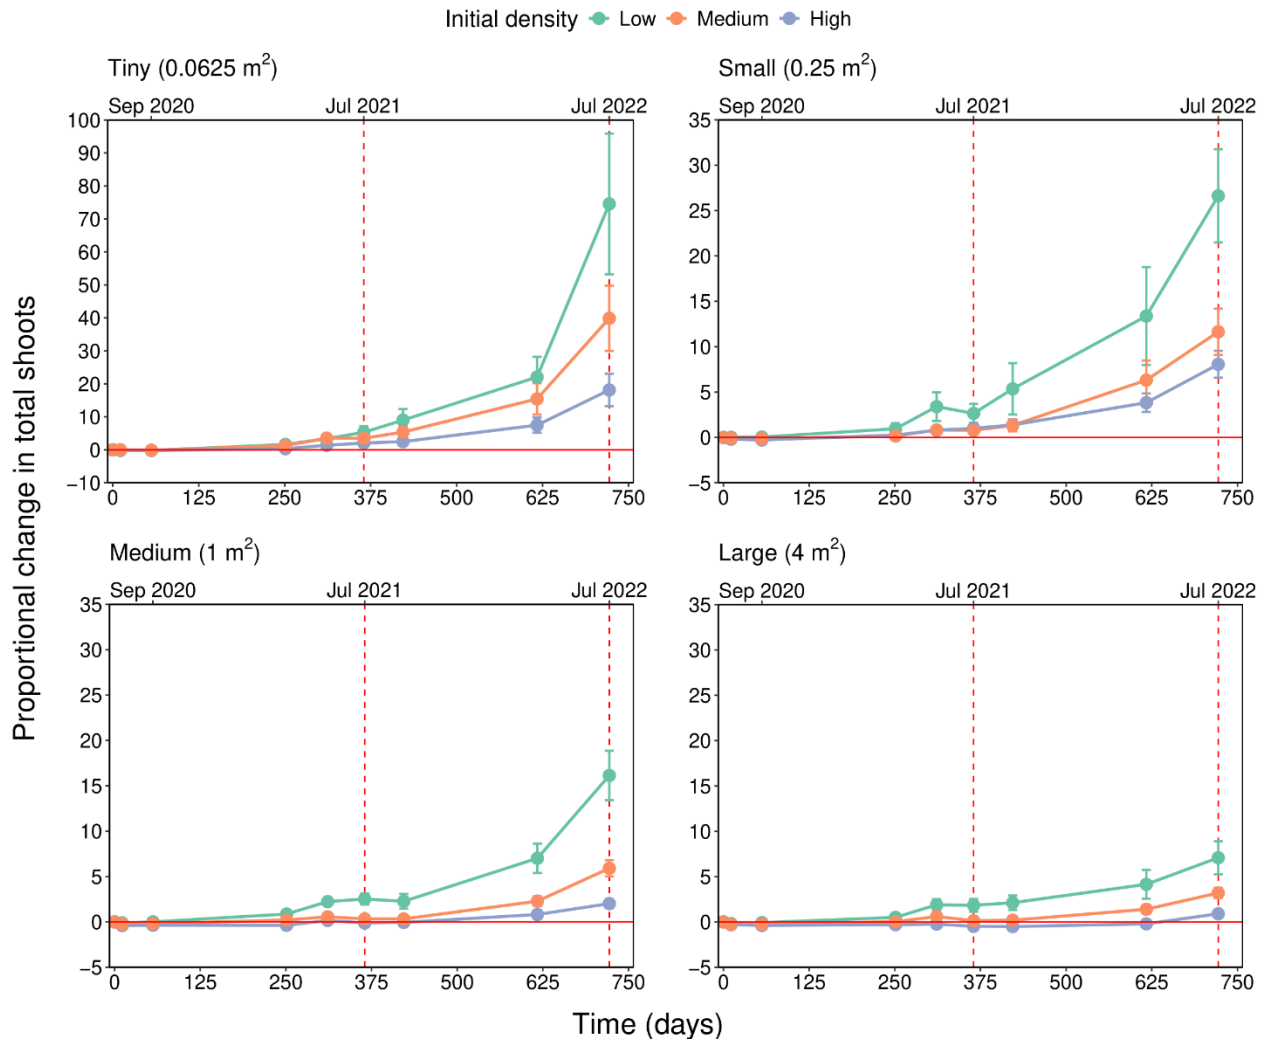 Initial density Low Medium High
Tiny (0.0625 m²)
Sep 2020 Jul 2021 Jul 2022
100
90
80
70
60
50
40
30
20
10
0
−10
0 125 250 375 500 625 750
Small (0.25 m²)
Sep 2020 Jul 2021 Jul 2022
35
30
25
20
15
10
5
0
−5
0 125 250 375 500 625 750
Medium (1 m²)
Sep 2020 Jul 2021 Jul 2022
35
30
25
20
15
10
5
0
−5
0 125 250 375 500 625 750
Large (4 m²)
Sep 2020 Jul 2021 Jul 2022
35
30
25
20
15
10
5
0
−5
0 125 250 375 500 625 750
Proportional change in total shoots
Time (days)